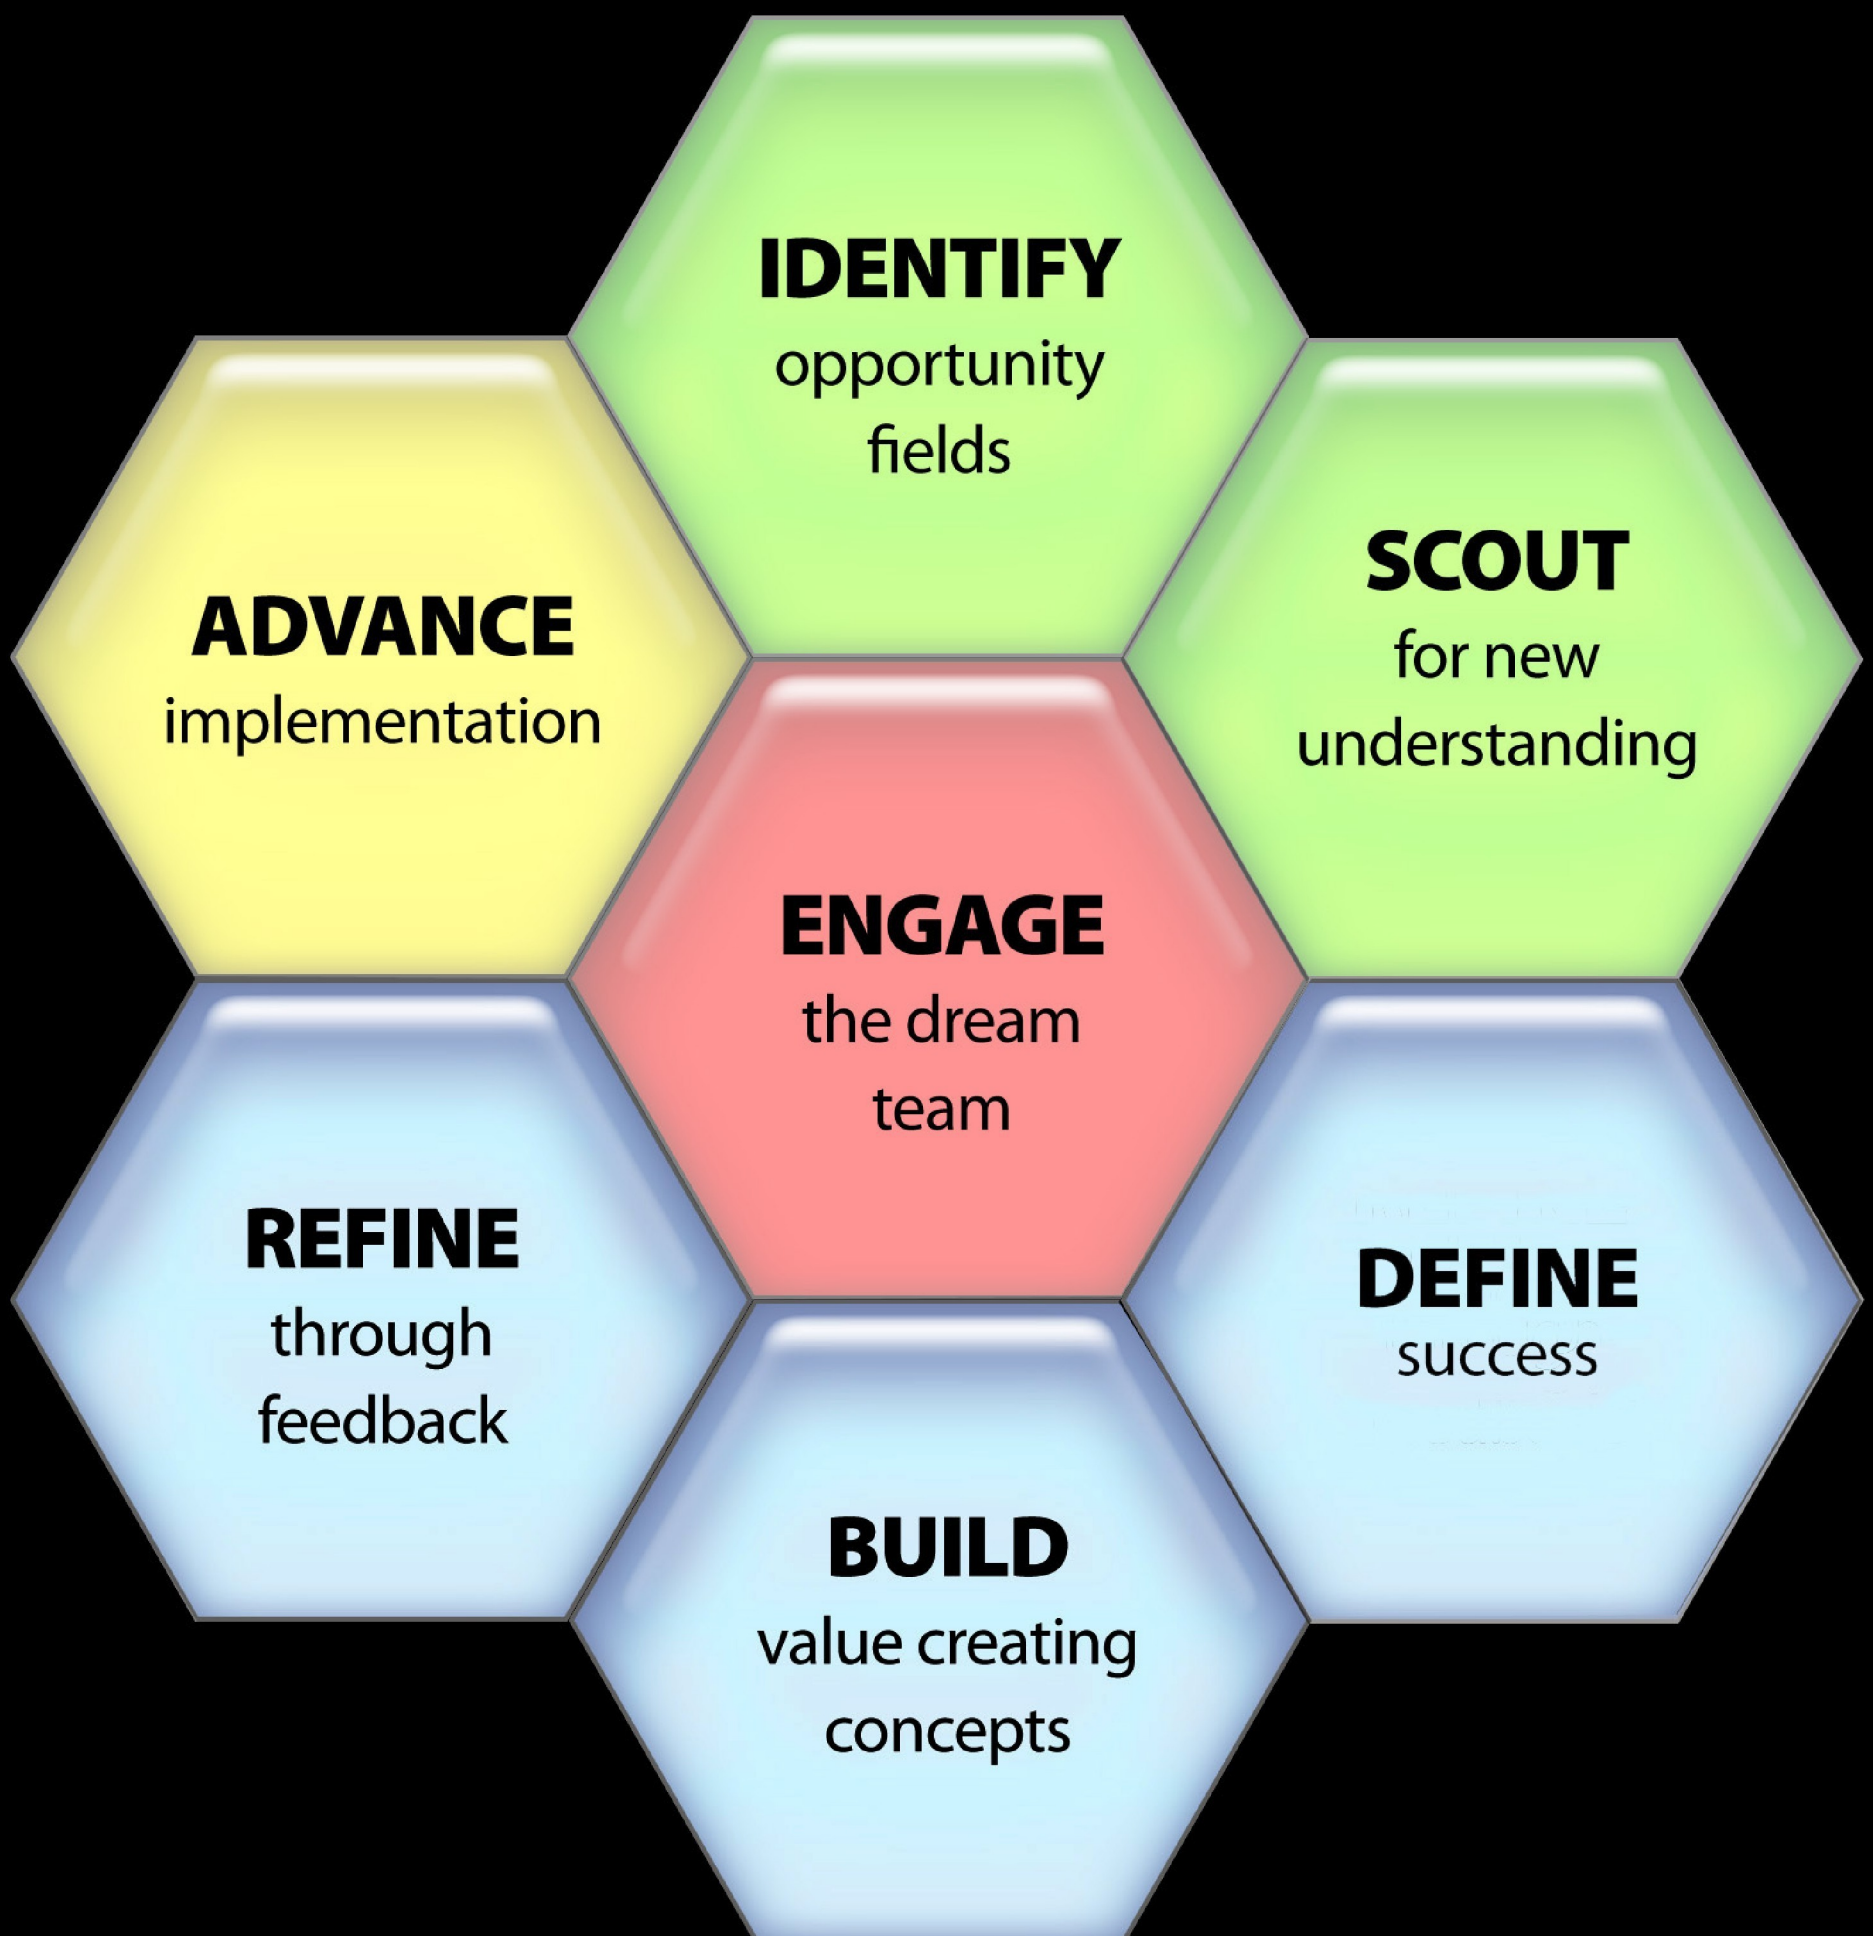 IDENTIFY
opportunity
fields
SCOUT
for new
understanding
ADVANCE
implementation
ENGAGE
the dream
team
DEFINE
success
REFINE
through
feedback
BUILD
value creating
concepts